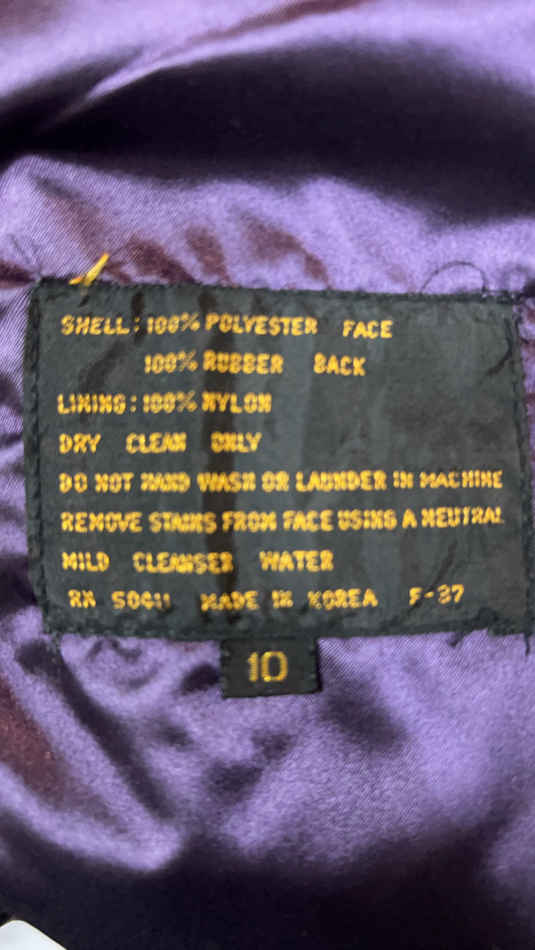 SHELL: 100% POLYESTER FACE
100% RUBBER BACK
LINING: 100% NYLON
DRY CLEAN ONLY
DO NOT HAND WASH OR LAUNDER IN MACHINE
REMOVE STAINS FROM FACE USING A NEUTRAL
MILD CLEANSER WATER
RN MADE IN KOREA F-37
10